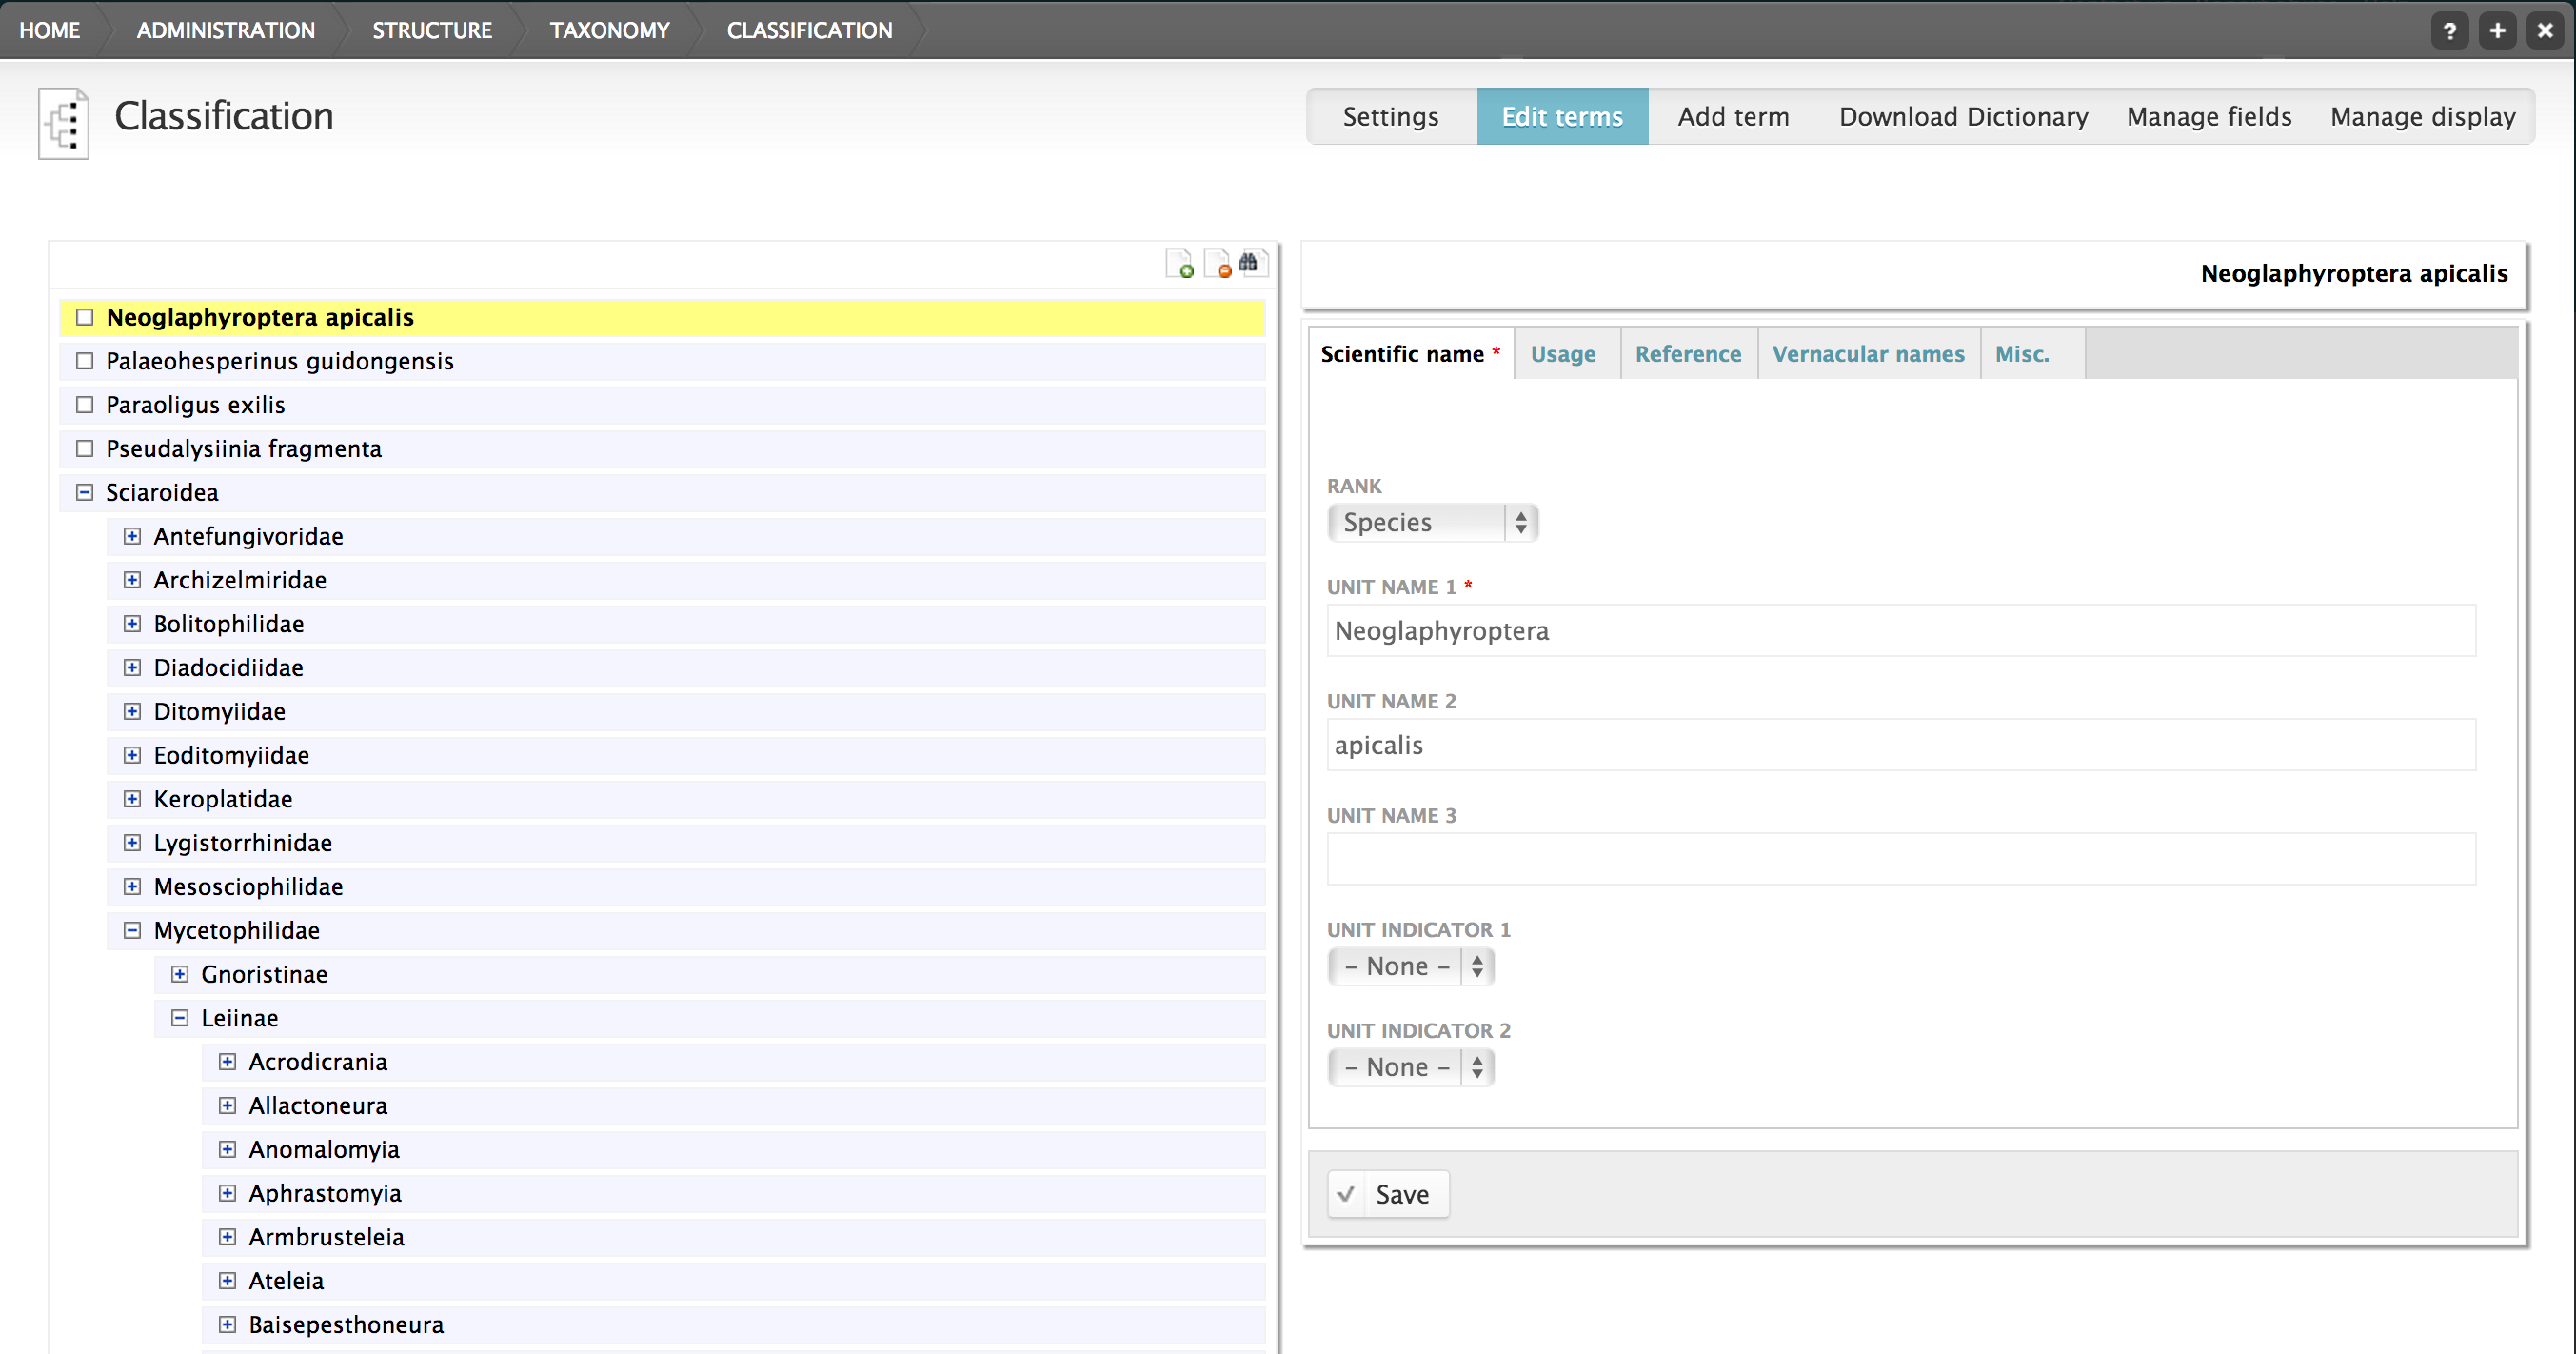 HOME ADMINISTRATION STRUCTURE TAXONOMY CLASSIFICATION ? + ×
Classification
Settings Edit terms Add term Download Dictionary Manage fields Manage display
Neoglaphyroptera apicalis
Palaeohesperinus guidongensis
Paraoligus exilis
Pseudalysiinia fragmenta
Sciaroidea
Antefungivoridae
Archizelmiridae
Bolitophilidae
Diadocidiidae
Ditomyiidae
Eoditomyiidae
Keroplatidae
Lygistorrhinidae
Mesosciophilidae
Mycetophilidae
Gnoristinae
Leiinae
Acrodicrania
Allactoneura
Anomalomyia
Aphrastomyia
Armbrusteleia
Ateleia
Baisepesthoneura
Neoglaphyroptera apicalis
Scientific name * Usage Reference Vernacular names Misc.
RANK
Species
UNIT NAME 1 *
Neoglaphyroptera
UNIT NAME 2
apicalis
UNIT NAME 3
UNIT INDICATOR 1
- None -
UNIT INDICATOR 2
- None -
Save